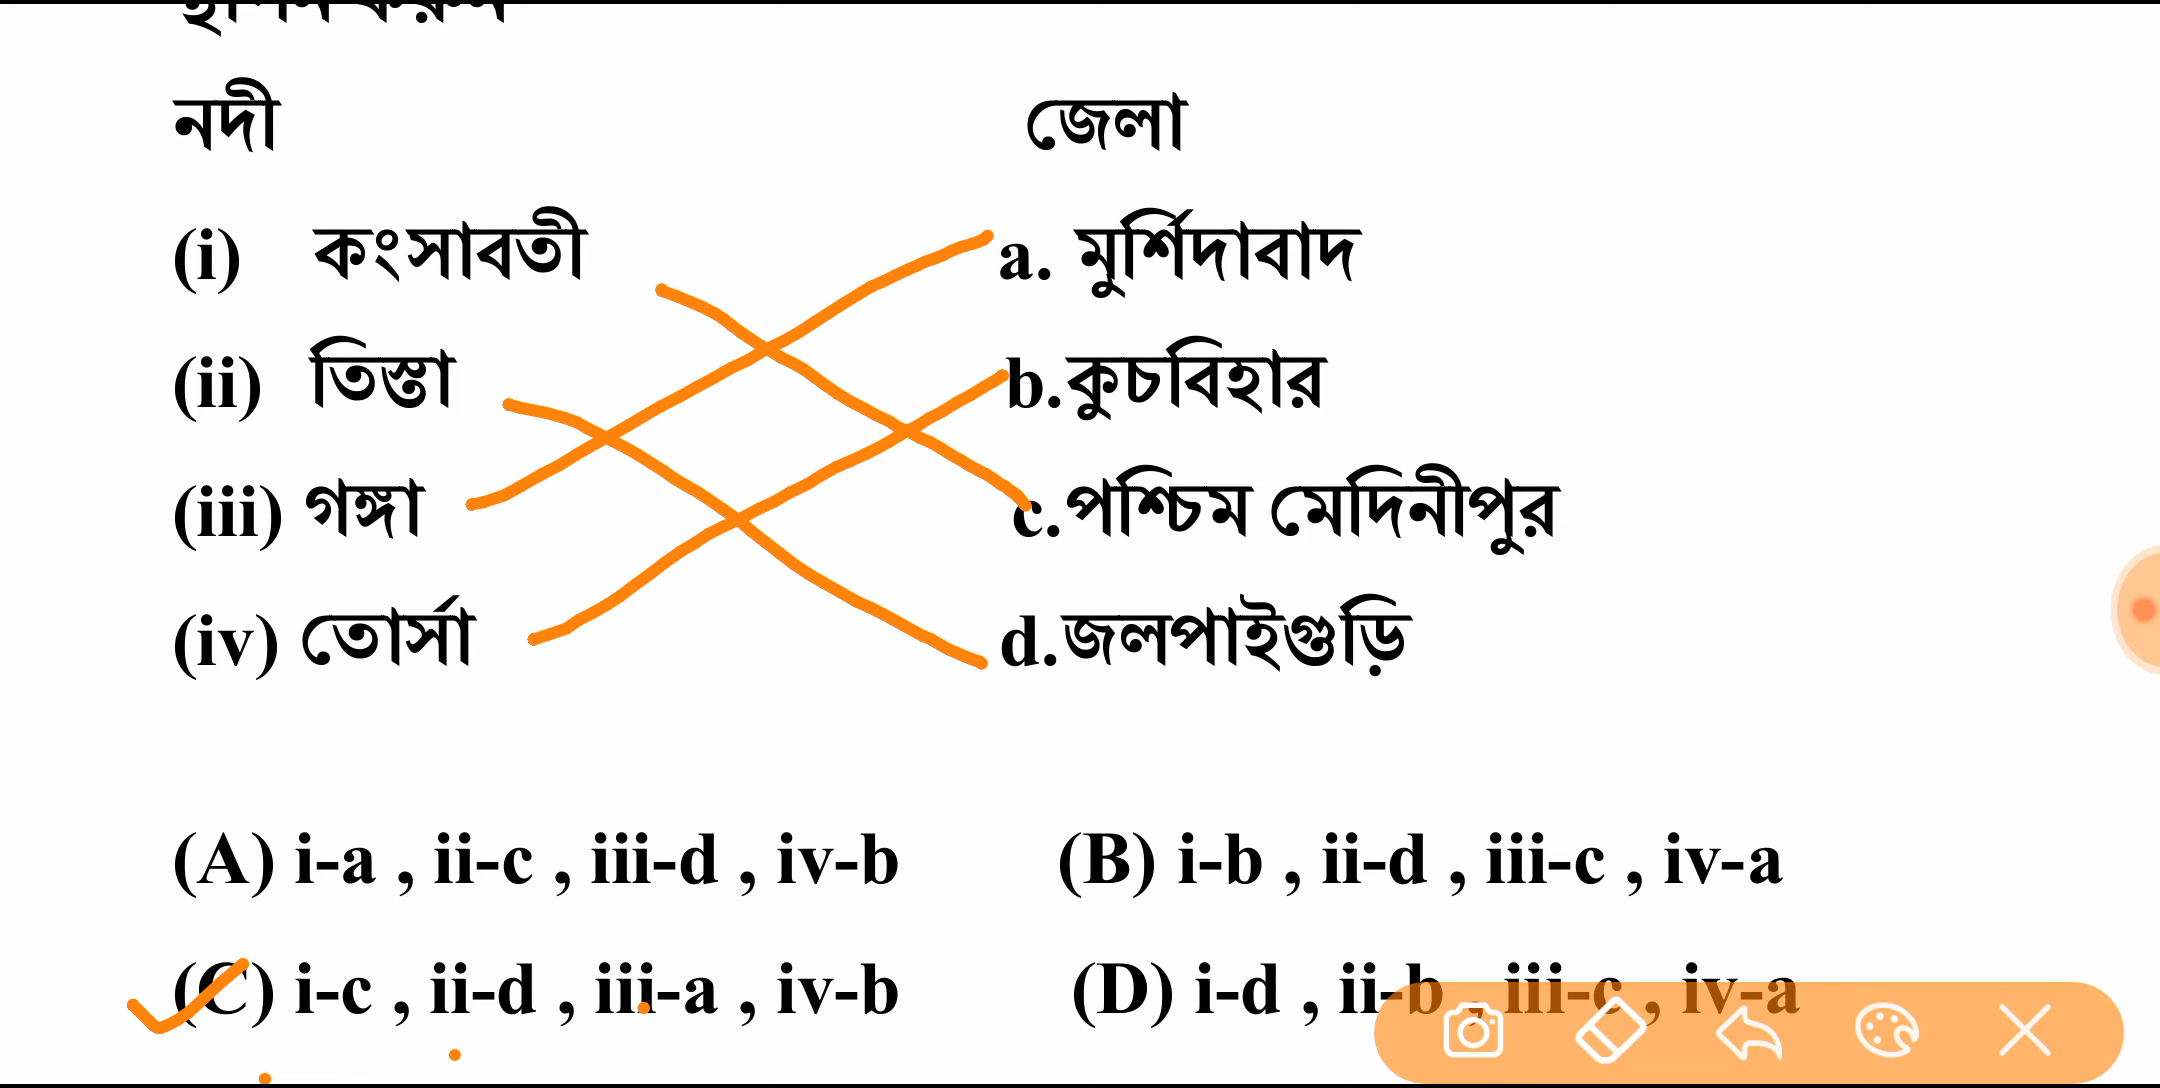 নদী জেলা
(i) কংসাবতী a. মুর্শিদাবাদ
(ii) তিস্তা b.কুচবিহার
(iii) গঙ্গা c.পশ্চিম মেদিনীপুর
(iv) তোর্সা d.জলপাইগুড়ি
(A) i-a , ii-c , iii-d , iv-b (B) i-b , ii-d , iii-c , iv-a
(C) i-c , ii-d , iii-a , iv-b (D) i-d , ii-b , iii-c , iv-a